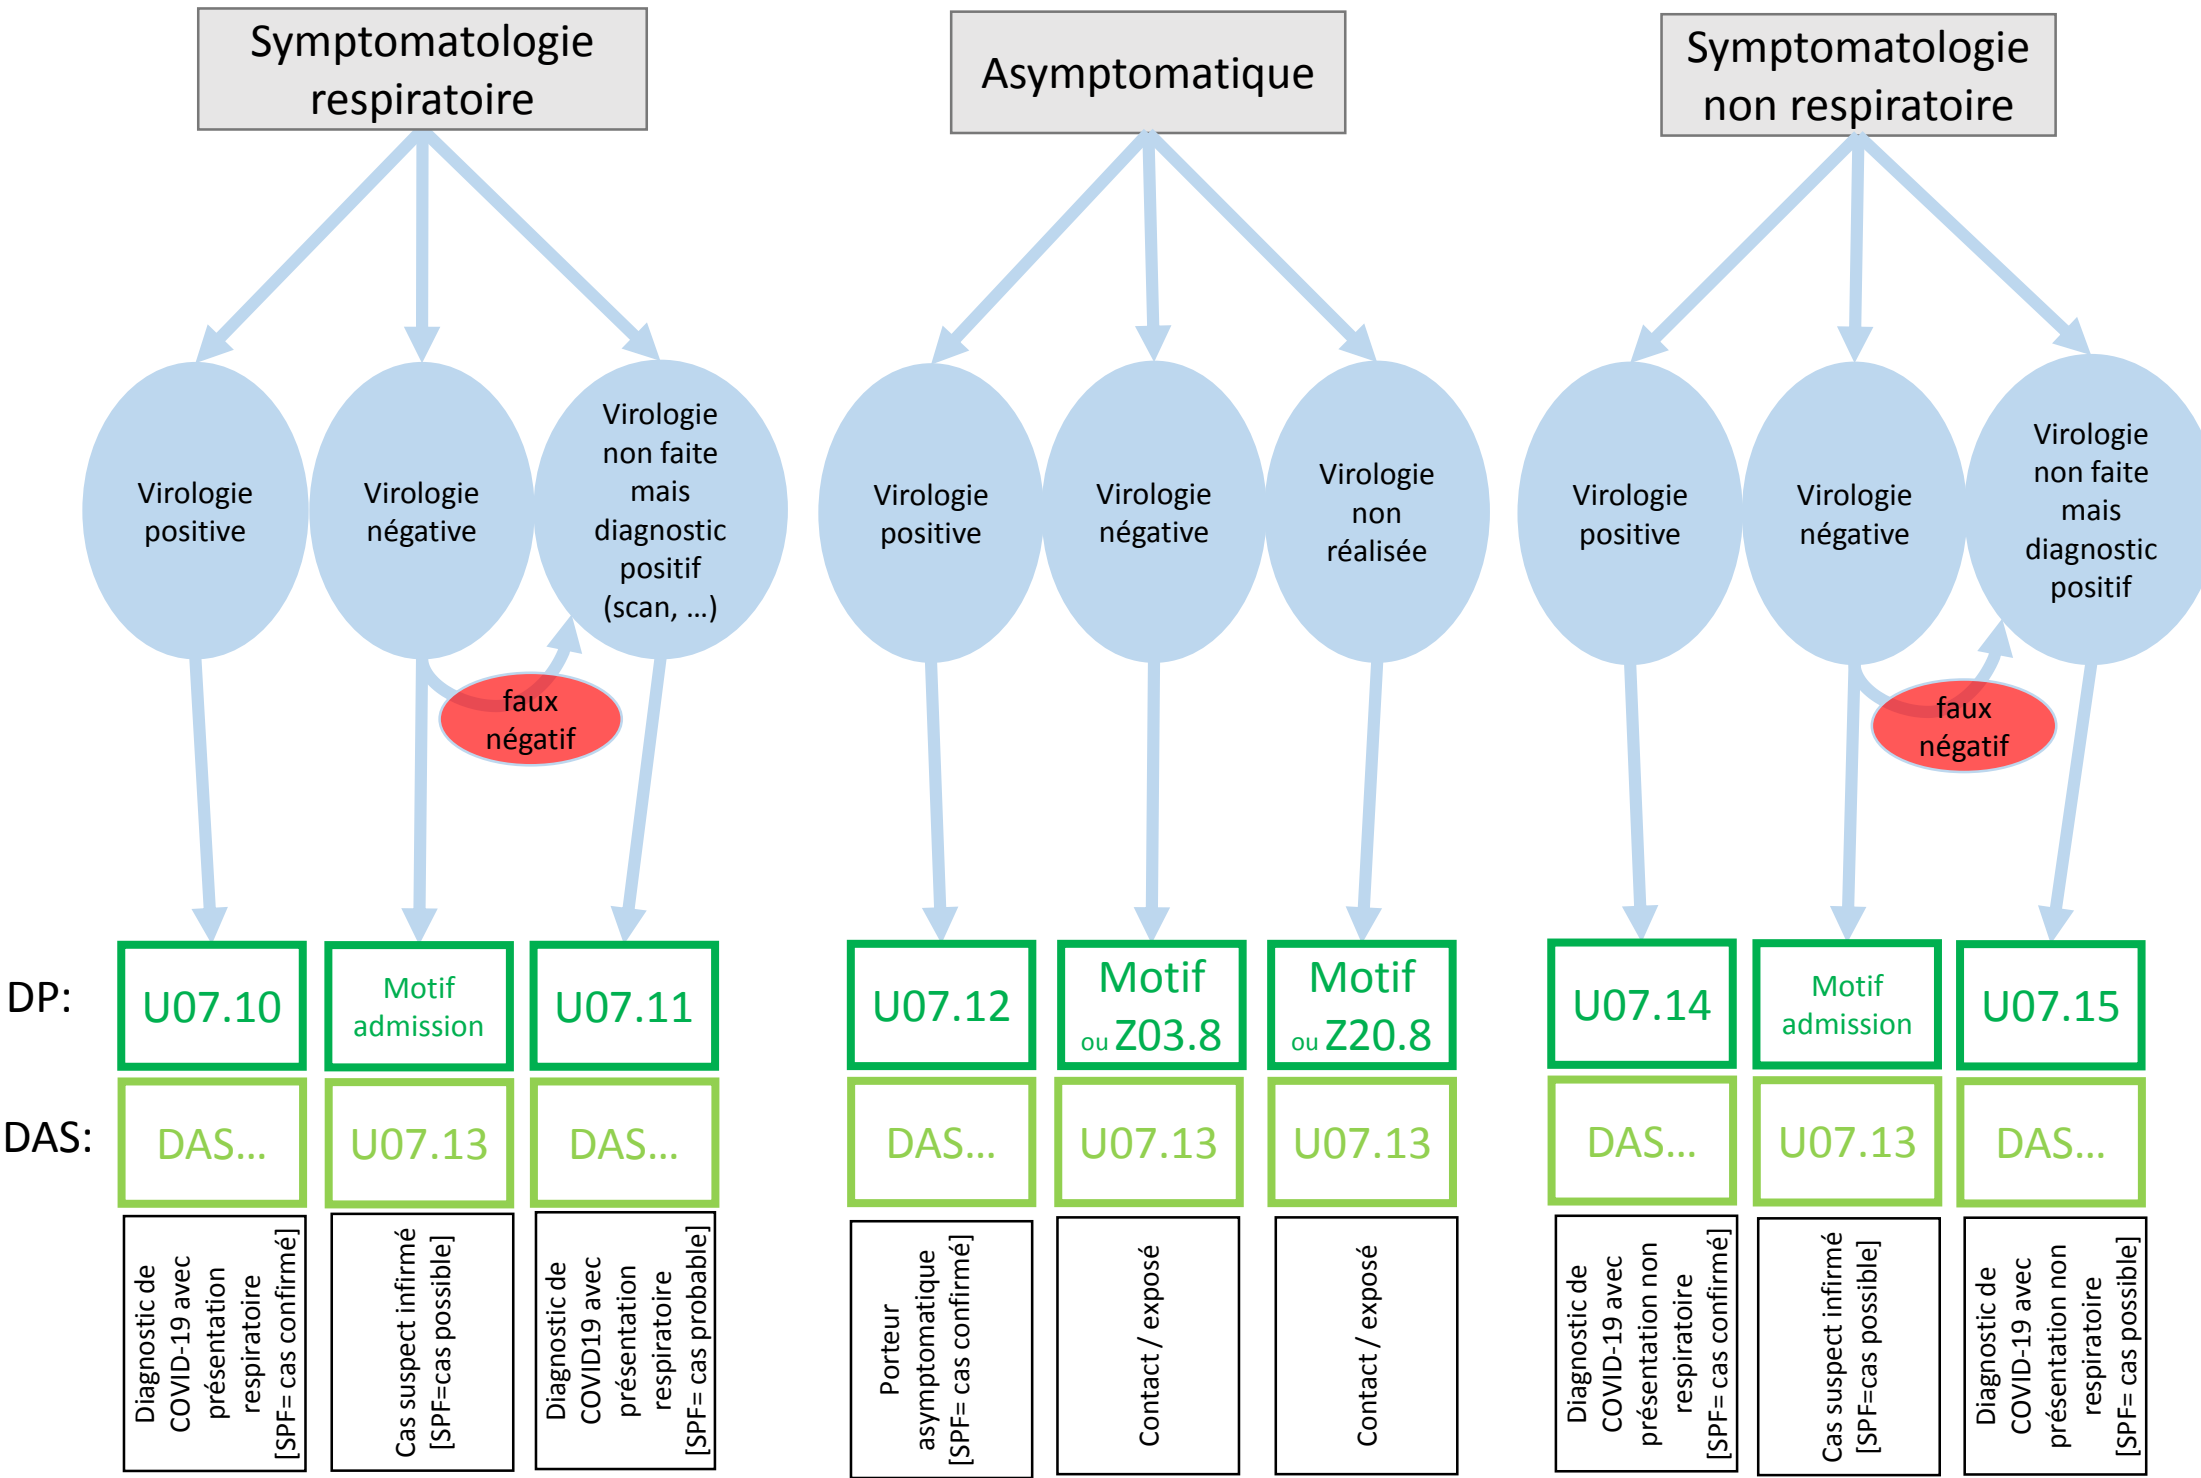 Symptomatologie
respiratoire
Asymptomatique
Symptomatologie
non respiratoire
Virologie
positive
Virologie
négative
Virologie
non faite
mais
diagnostic
positif
(scan, ...)
faux
négatif
Virologie
positive
Virologie
négative
Virologie
non
réalisée
Virologie
positive
Virologie
négative
Virologie
non faite
mais
diagnostic
positif
faux
négatif
DP:
U07.10
Motif
admission
U07.11
U07.12
Motif
ou Z03.8
Motif
ou Z20.8
U07.14
Motif
admission
U07.15
DAS:
DAS...
U07.13
DAS...
DAS...
U07.13
U07.13
DAS...
U07.13
DAS...
Diagnostic de
COVID-19 avec
présentation
respiratoire
[SPF= cas confirmé]
Cas suspect infirmé
[SPF=cas possible]
Diagnostic de
COVID19 avec
présentation
respiratoire
[SPF= cas probable]
Porteur
asymptomatique
[SPF= cas confirmé]
Contact / exposé
Contact / exposé
Diagnostic de
COVID-19 avec
présentation non
respiratoire
[SPF= cas confirmé]
Cas suspect infirmé
[SPF=cas possible]
Diagnostic de
COVID-19 avec
présentation non
respiratoire
[SPF= cas possible]